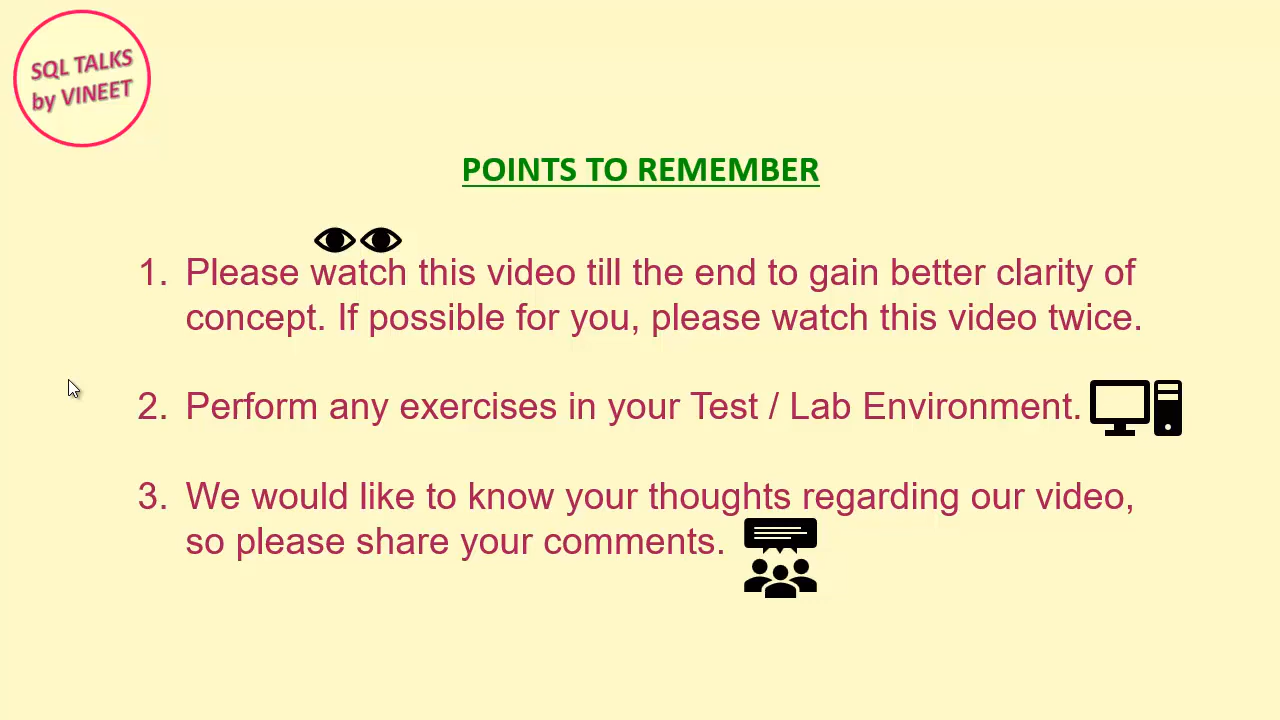 SQL TALKS
by VINEET
POINTS TO REMEMBER
1. Please watch this video till the end to gain better clarity of
concept. If possible for you, please watch this video twice.
2. Perform any exercises in your Test / Lab Environment.
3. We would like to know your thoughts regarding our video,
so please share your comments.